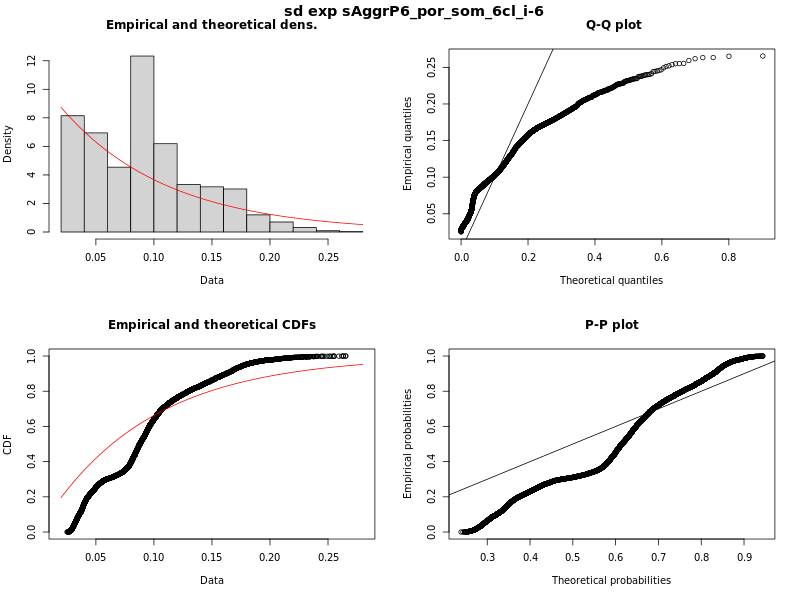 sd exp sAggrP6_por_som_6cl_i-6
Empirical and theoretical dens.
Density
0 2 4 6 8 10 12
0.05 0.10 0.15 0.20 0.25
Data
Q-Q plot
Empirical quantiles
0.05 0.10 0.15 0.20 0.25
0.0 0.2 0.4 0.6 0.8
Theoretical quantiles
Empirical and theoretical CDFs
CDF
0.0 0.2 0.4 0.6 0.8 1.0
0.05 0.10 0.15 0.20 0.25
Data
P-P plot
Empirical probabilities
0.0 0.2 0.4 0.6 0.8 1.0
0.3 0.4 0.5 0.6 0.7 0.8 0.9
Theoretical probabilities